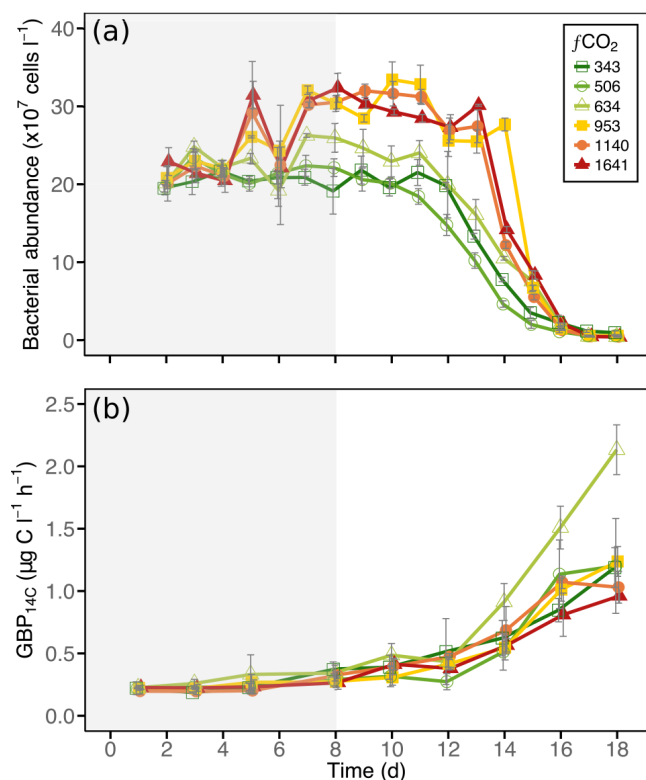 (a)
Bacterial abundance (x10⁷ cells l⁻¹)
40
30
20
10
0
fCO₂
343
506
634
953
1140
1641
(b)
GBP₁₄C (µg C l⁻¹ h⁻¹)
2.5
2.0
1.5
1.0
0.5
0.0
0 2 4 6 8 10 12 14 16 18
Time (d)